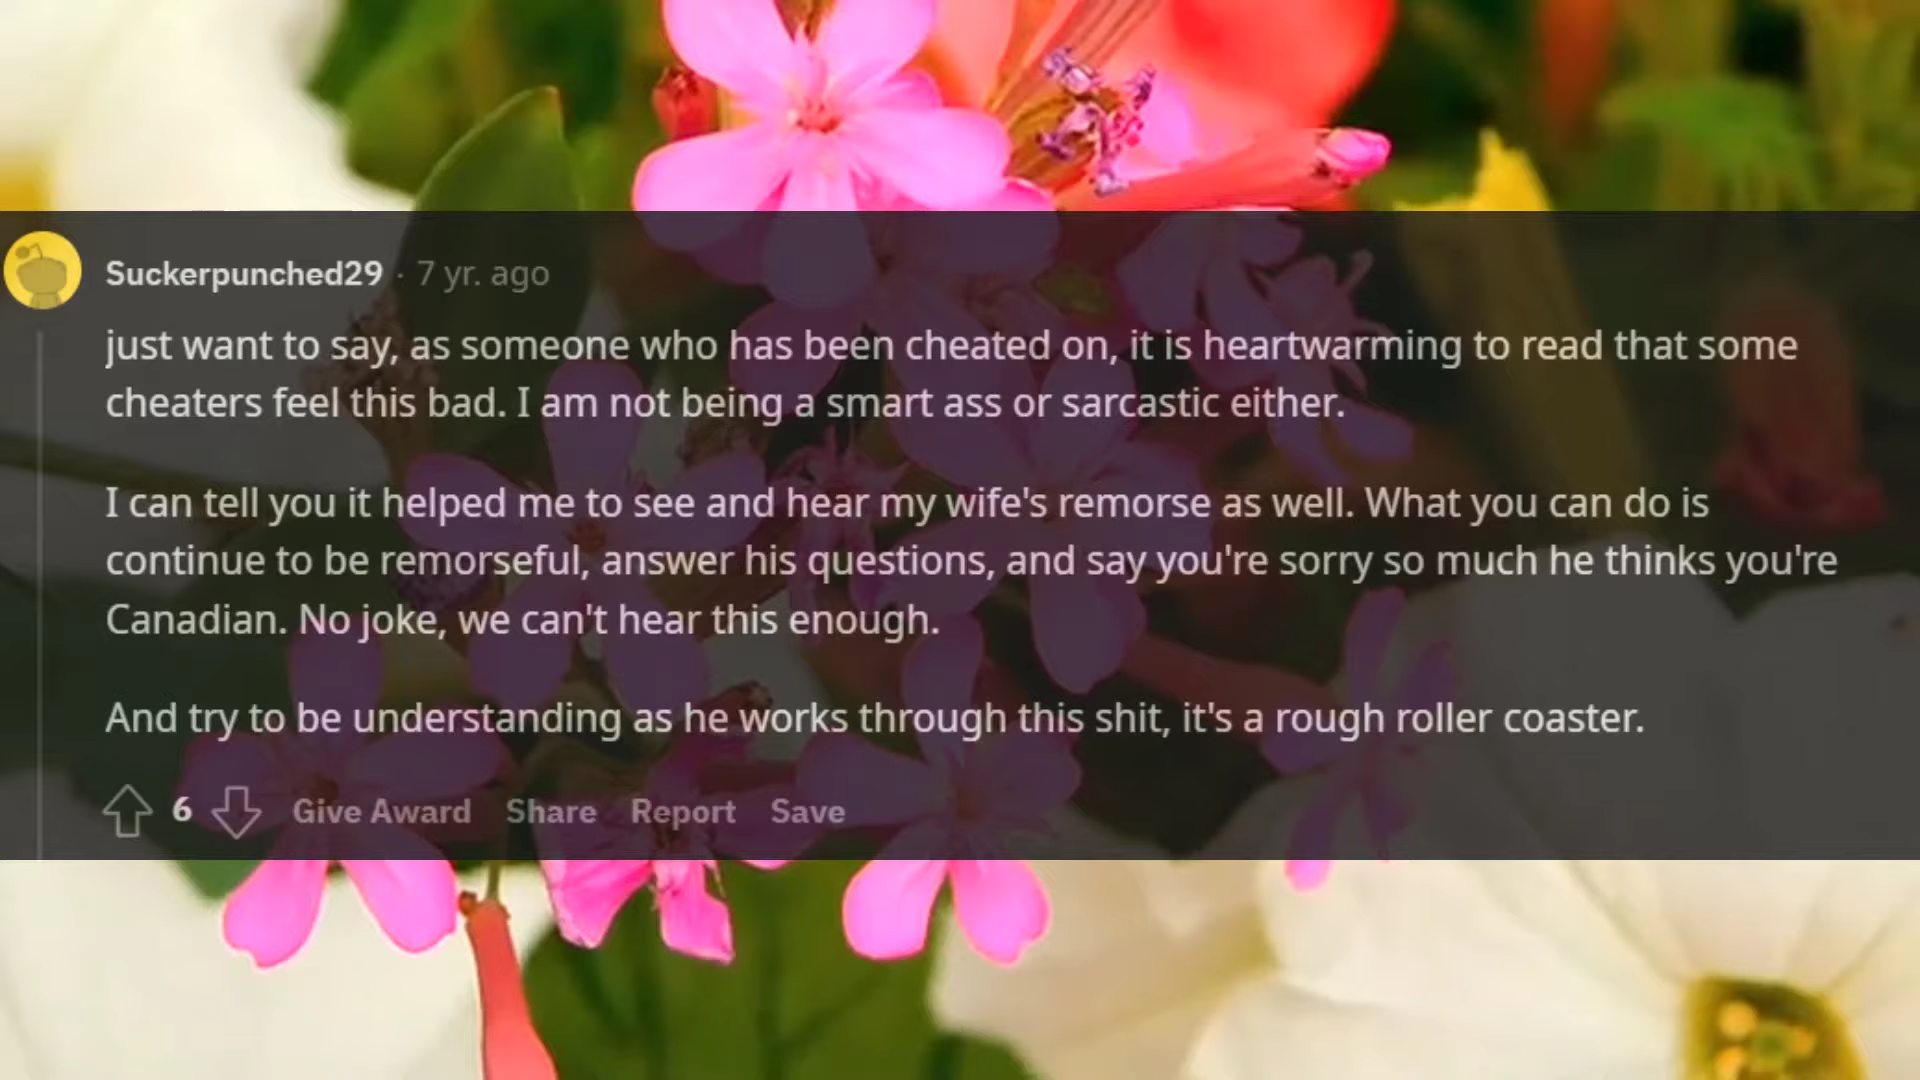 Suckerpunched29 · 7 yr. ago
just want to say, as someone who has been cheated on, it is heartwarming to read that some
cheaters feel this bad. I am not being a smart ass or sarcastic either.
I can tell you it helped me to see and hear my wife's remorse as well. What you can do is
continue to be remorseful, answer his questions, and say you're sorry so much he thinks you're
Canadian. No joke, we can't hear this enough.
And try to be understanding as he works through this shit, it's a rough roller coaster.
6 Give Award Share Report Save